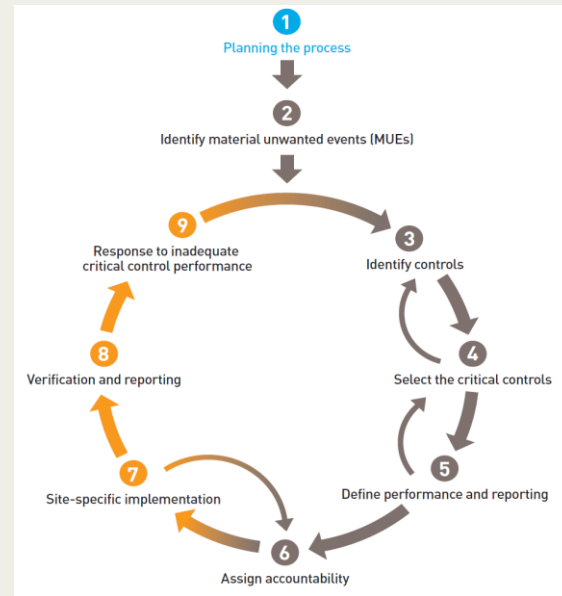 1
Planning the process
2
Identify material unwanted events (MUEs)
3
Identify controls
4
Select the critical controls
5
Define performance and reporting
6
Assign accountability
7
Site-specific implementation
8
Verification and reporting
9
Response to inadequate
critical control performance